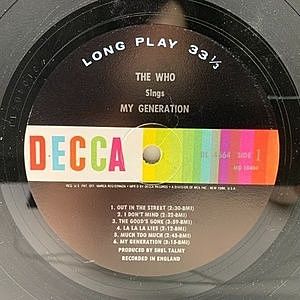 LONG PLAY 33⅓
THE WHO
Sings
MY GENERATION
DECCA
SIDE 1
1. OUT IN THE STREET (2:30-BMI)
2. I DON'T MIND (2:32-BMI)
3. THE GOOD'S GONE (3:59-BMI)
4. LA LA LA LIES (2:13-BMI)
5. MUCH TOO MUCH (2:45-BMI)
6. MY GENERATION (3:15-BMI)
PRODUCED BY SHEL TALMY
RECORDED IN ENGLAND